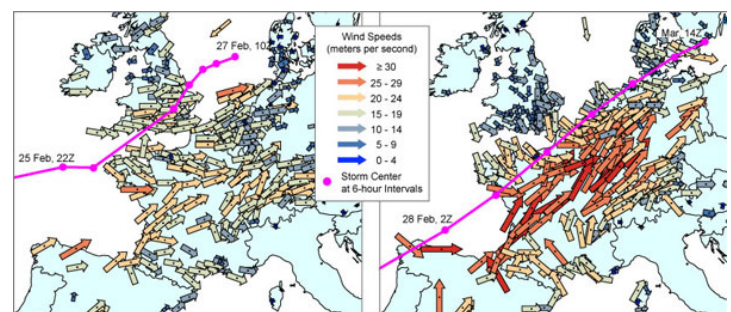 27 Feb, 10Z
25 Feb, 22Z
Wind Speeds
(meters per second)
≥ 30
25 - 29
20 - 24
15 - 19
10 - 14
5 - 9
0 - 4
Storm Center
at 6-hour Intervals
Mar, 14Z
28 Feb, 2Z